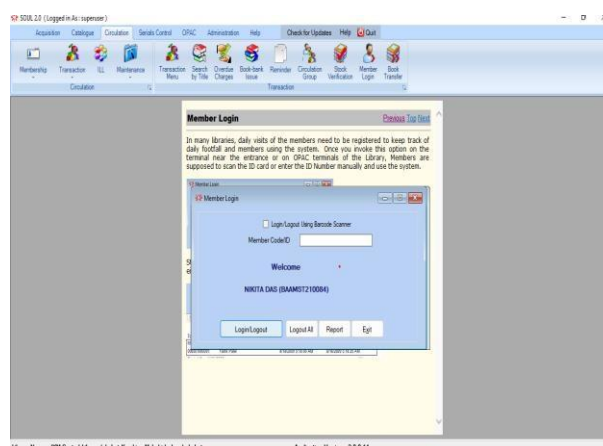 SOUL 2.0 ( Logged in As : superuser )
Acquisition Catalogue Circulation Serials Control OPAC Administration Help Check for Updates Help Quit
Membership Transaction ILL Maintenance Transaction Menu Search by Title Overdue Charges Book-bank Issue Reminder Circulation Group Stock Verification Member Login Book Transfer
Circulation Transaction
Member Login Previous Top Next
In many libraries, daily visits of the members need to be registered to keep track of
daily footfall and members using the system. Once you invoke this option on the
terminal near the entrance or on OPAC terminals of the Library, Members are
supposed to scan the ID card or enter the ID Number manually and use the system.
Member Login
Login/Logout Using Barcode Scanner
Member Code/ID
Welcome
NIKITA DAS (BAAMST210084)
Login/Logout Logout All Report Exit